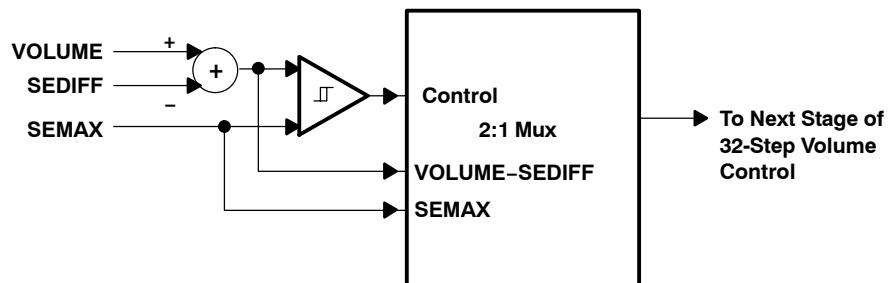 VOLUME
+
SEDIFF
−
+
SEMAX
Control
2:1 Mux
VOLUME−SEDIFF
SEMAX
To Next Stage of
32-Step Volume
Control